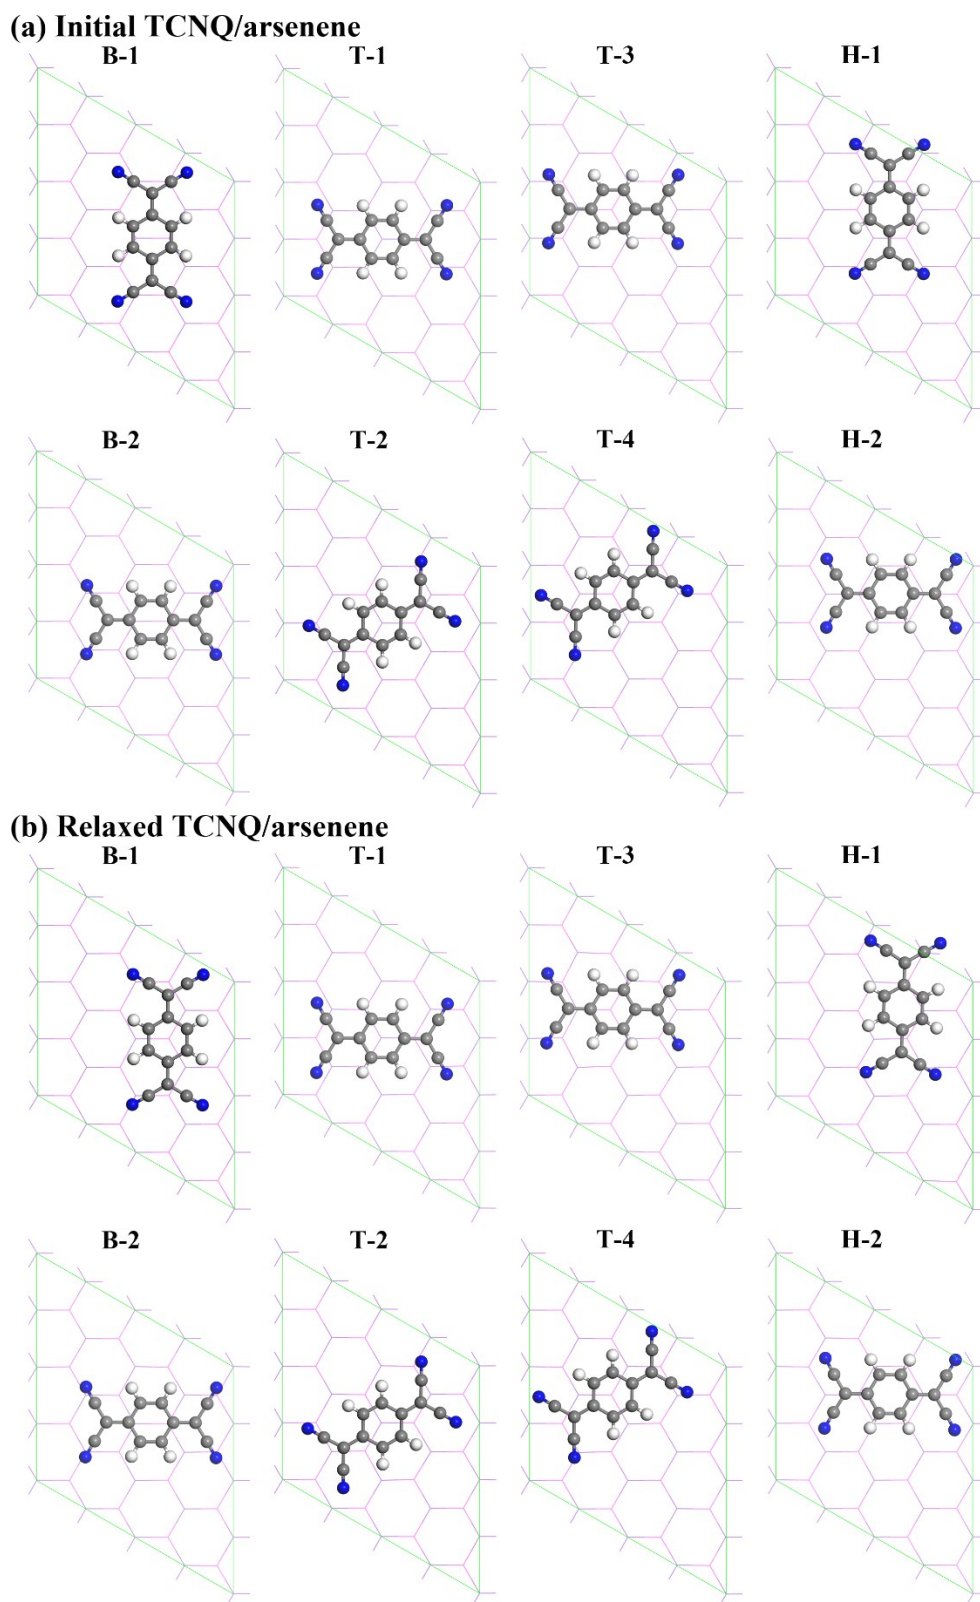 (a) Initial TCNQ/arsenene
B-1 T-1 T-3 H-1
B-2 T-2 T-4 H-2
(b) Relaxed TCNQ/arsenene
B-1 T-1 T-3 H-1
B-2 T-2 T-4 H-2